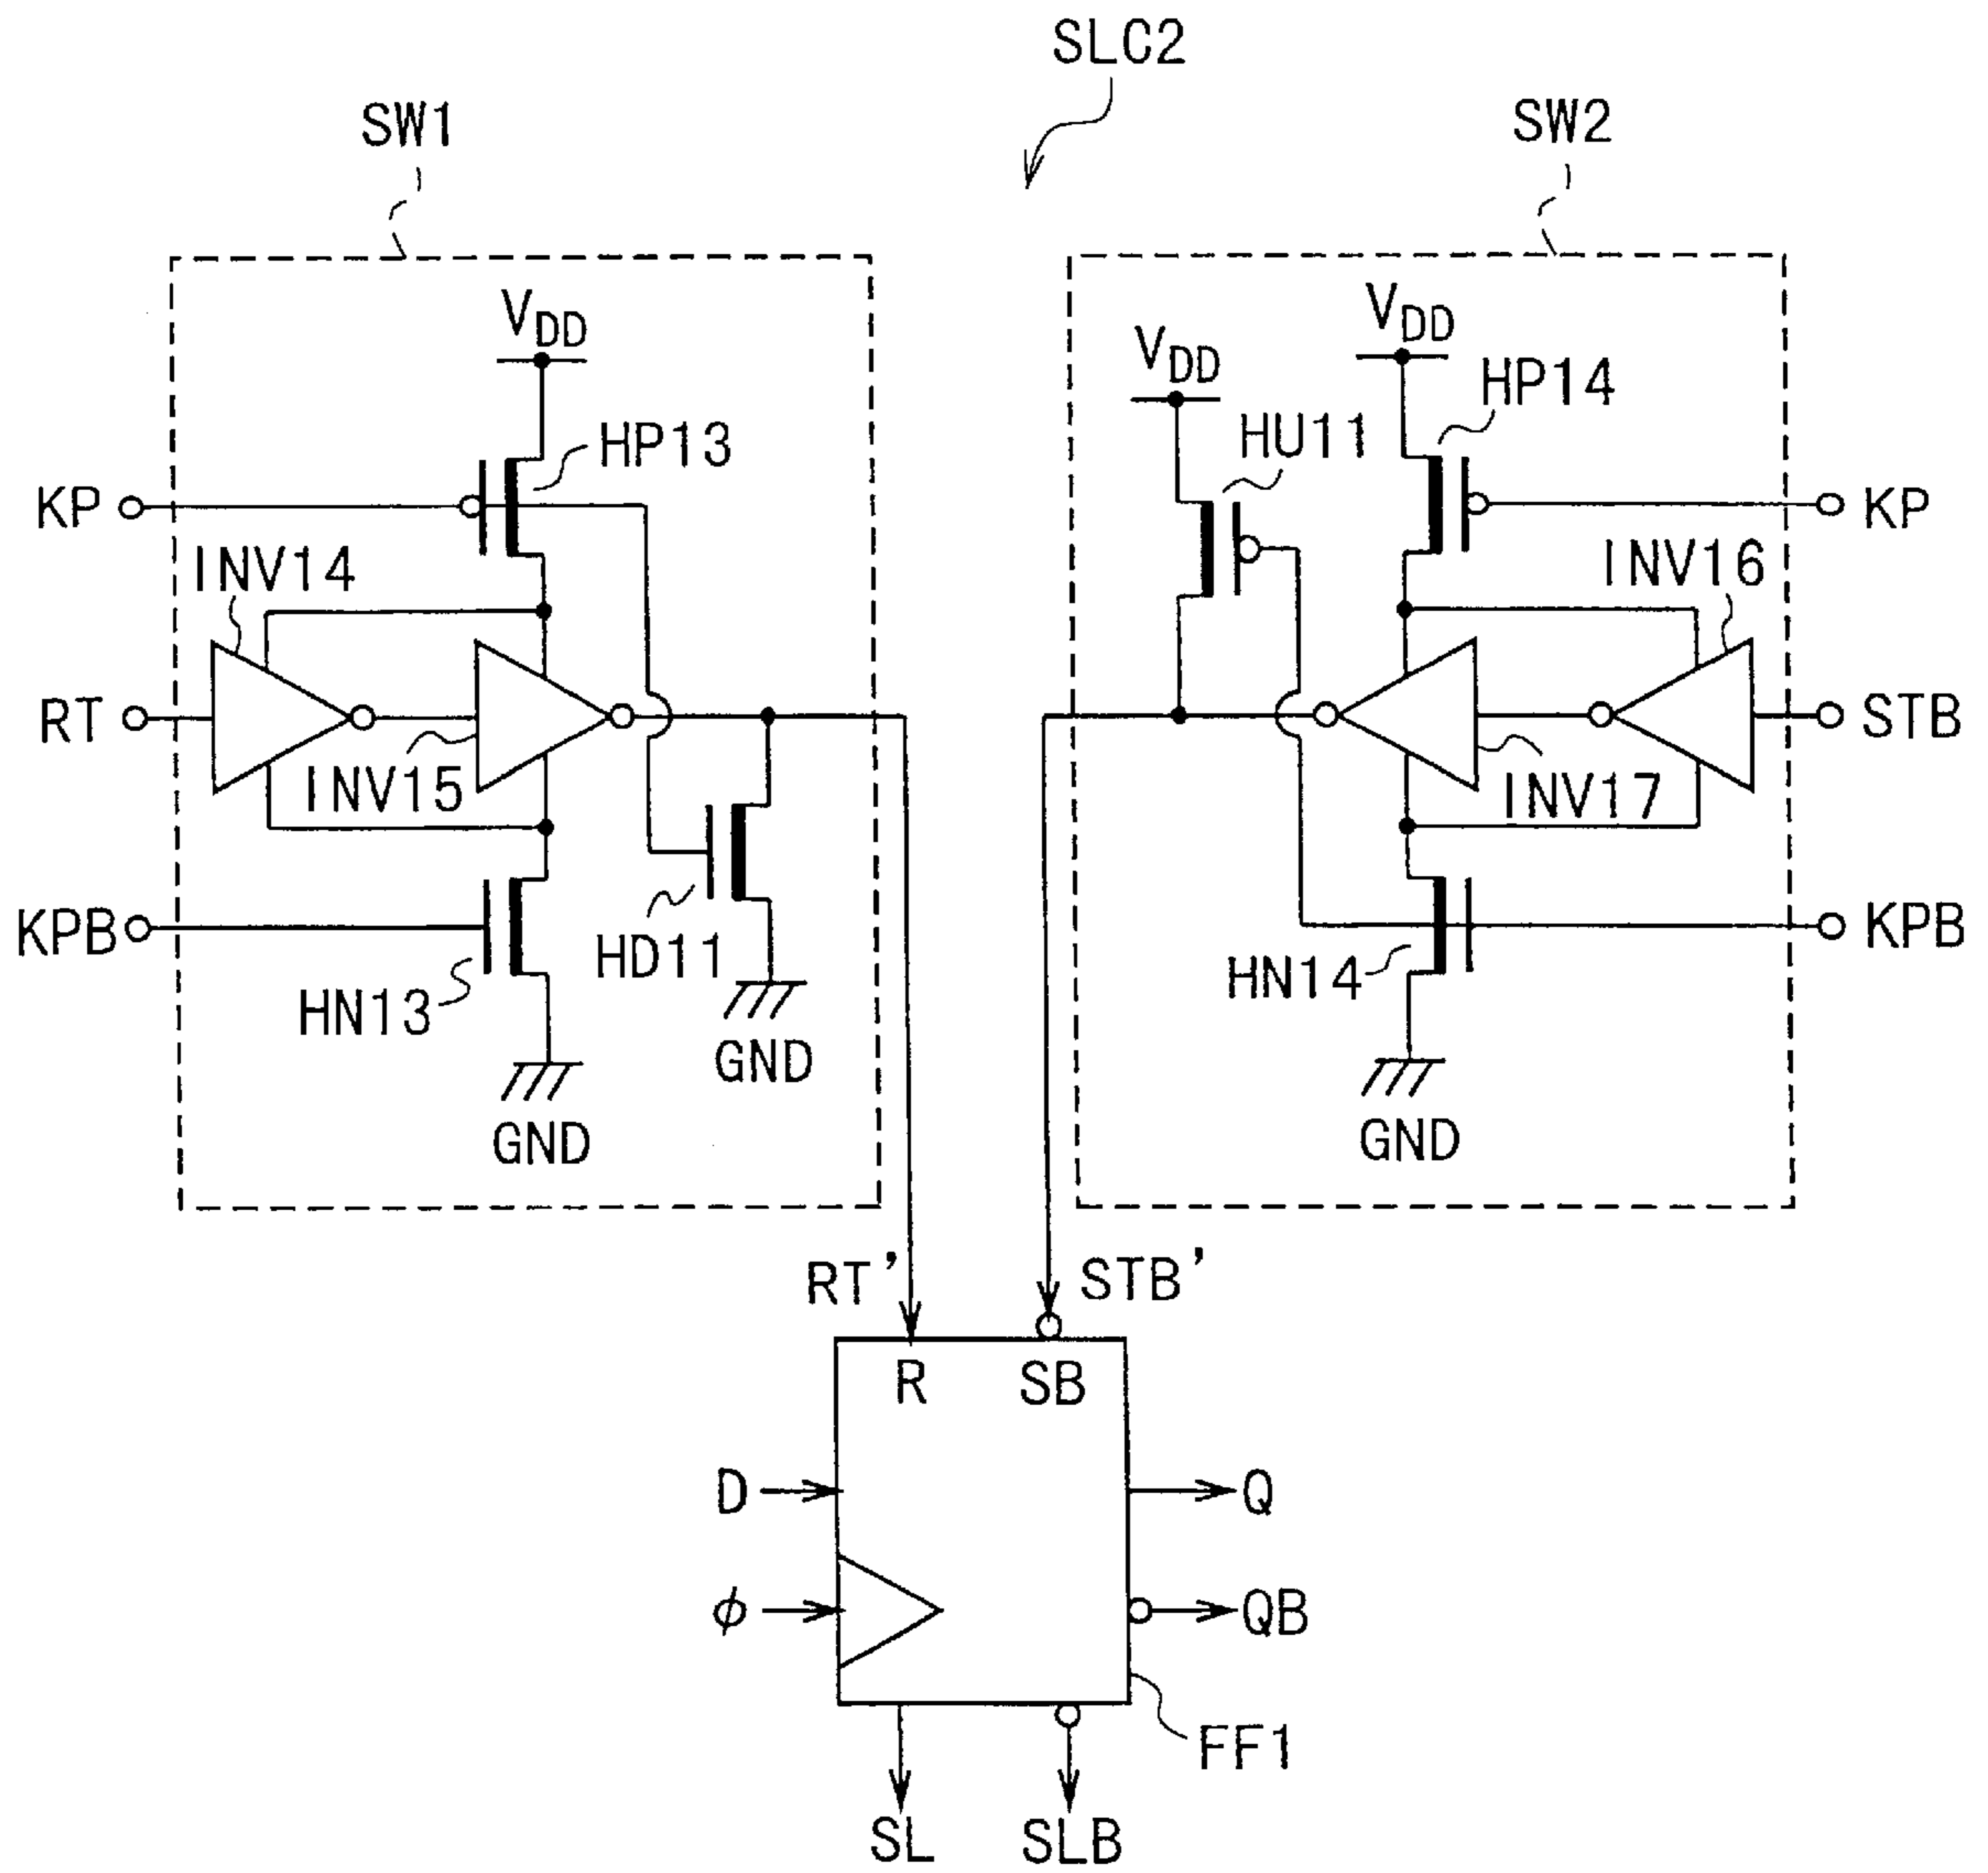 SLC2
SW1
SW2
VDD
VDD
VDD
HP13
HU11
HP14
KP
KP
INV14
INV16
RT
STB
INV15
INV17
KPB
KPB
HN13
HD11
HN14
GND
GND
GND
RT'
STB'
R
SB
D
Q
φ
QB
FF1
SL
SLB